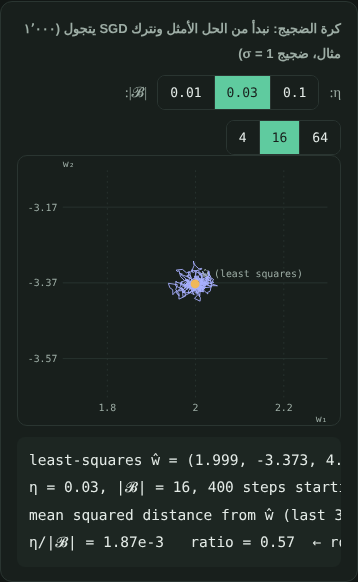 كرة الضجيج: نبدأ من الحل الأمثل ونترك SGD يتجول (١٬٠٠٠
مثال، ضجيج σ = 1)
η: 0.01 0.03 0.1 |ℬ|:
4 16 64
w₂
-3.17
-3.37
(least squares)
-3.57
1.8 2 2.2
w₁
least-squares ŵ = (1.999, -3.373, 4.
η = 0.03, |ℬ| = 16, 400 steps starti
mean squared distance from ŵ (last 3
η/|ℬ| = 1.87e-3 ratio = 0.57 ← r